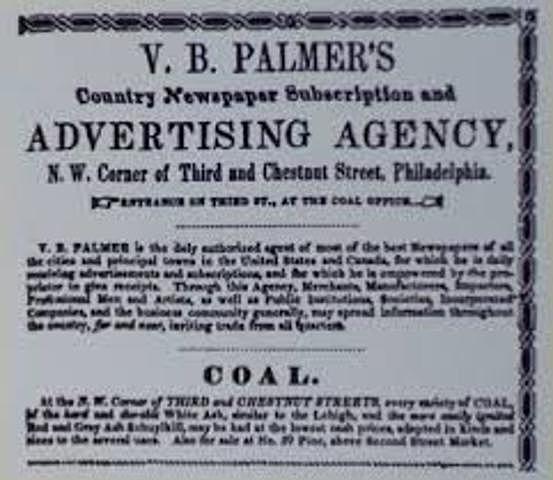 V. B. PALMER'S
Country Newspaper Subscription and
ADVERTISING AGENCY,
N. W. Corner of Third and Chestnut Street, Philadelphia.
ENTRANCE ON THIRD ST., AT THE COAL OFFICE.
V. B. PALMER is the duly authorized agent of most of the best Newspapers of all
the cities and principal towns in the United States and Canada, for which he is daily
receiving advertisements and subscriptions, and for which he is empowered by the pro-
prietor to give receipts. Through this Agency, Merchants, Manufacturers, Importers,
Professional Men and Artists, as well as Public Institutions, Societies, Incorporated
Companies, and the business community generally, may spread information throughout
the country, far and near, inviting trade from all quarters.
COAL.
At the N. W. Corner of THIRD and CHESTNUT STREETS, every variety of COAL,
of the hard and White Ash, similar to the Lehigh, and the more easily ignited
Red and Gray Ash Schuylkill, may be had at the lowest cash prices, adapted in kinds and
sizes to the several uses. Also for sale at No. Pine, above Second Street Market.